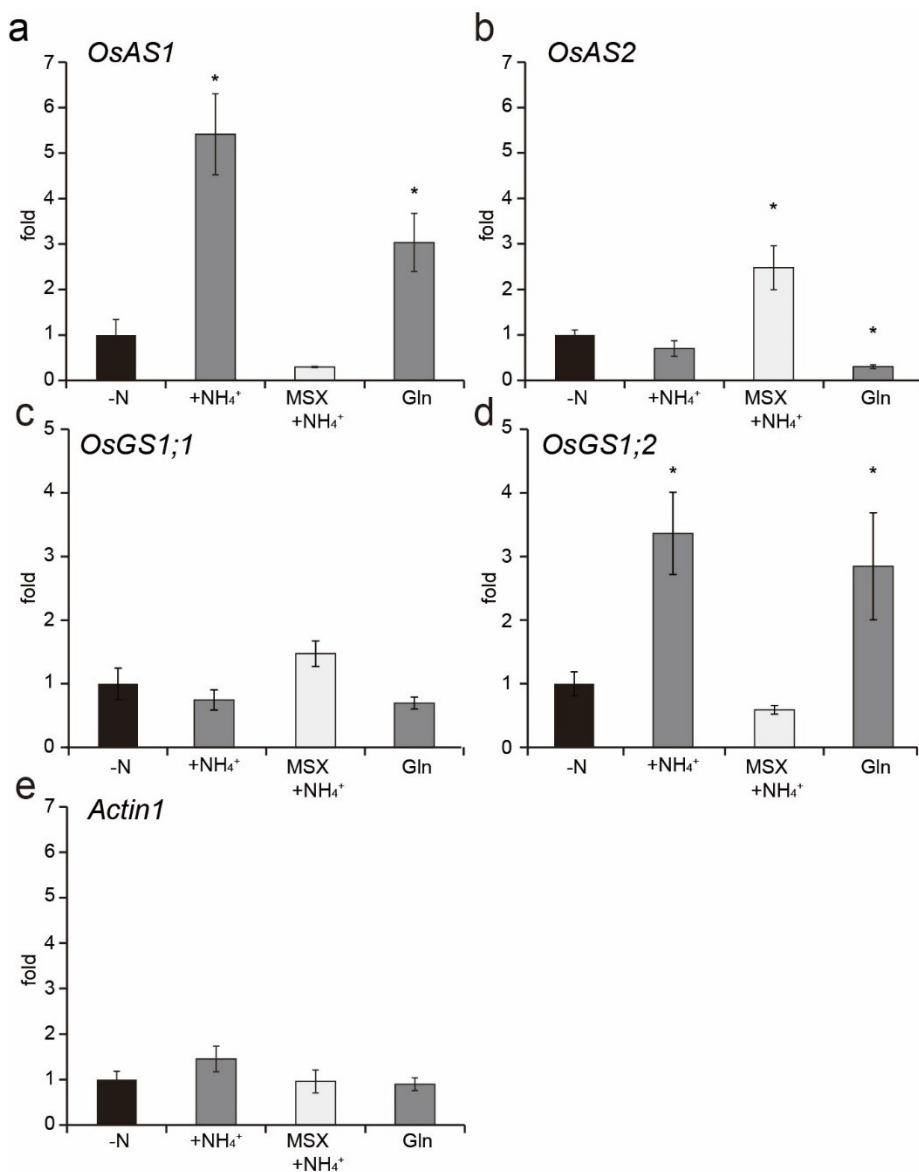 a
OsAS1
7
6
5
4
3
2
1
0
fold
*
*
-N
+NH₄⁺
MSX
+NH₄⁺
Gln
b
OsAS2
7
6
5
4
3
2
1
0
fold
*
*
-N
+NH₄⁺
MSX
+NH₄⁺
Gln
c
OsGS1;1
5
4
3
2
1
0
fold
-N
+NH₄⁺
MSX
+NH₄⁺
Gln
d
OsGS1;2
5
4
3
2
1
0
fold
*
*
-N
+NH₄⁺
MSX
+NH₄⁺
Gln
e
Actin1
7
6
5
4
3
2
1
0
fold
-N
+NH₄⁺
MSX
+NH₄⁺
Gln